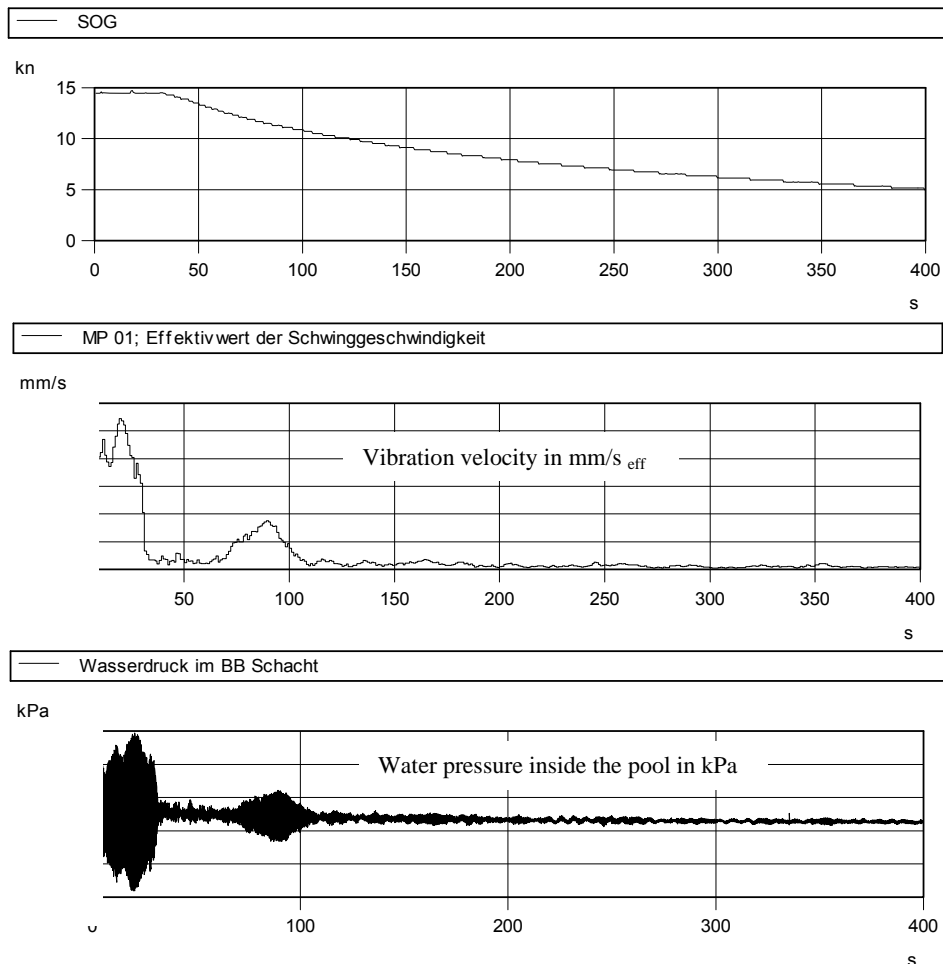 SOG
kn
15
10
5
0
0 50 100 150 200 250 300 350 400
s
MP 01; Effektivwert der Schwinggeschwindigkeit
mm/s
Vibration velocity in mm/s eff
50 100 150 200 250 300 350 400
s
Wasserdruck im BB Schacht
kPa
Water pressure inside the pool in kPa
0 100 200 300 400
s